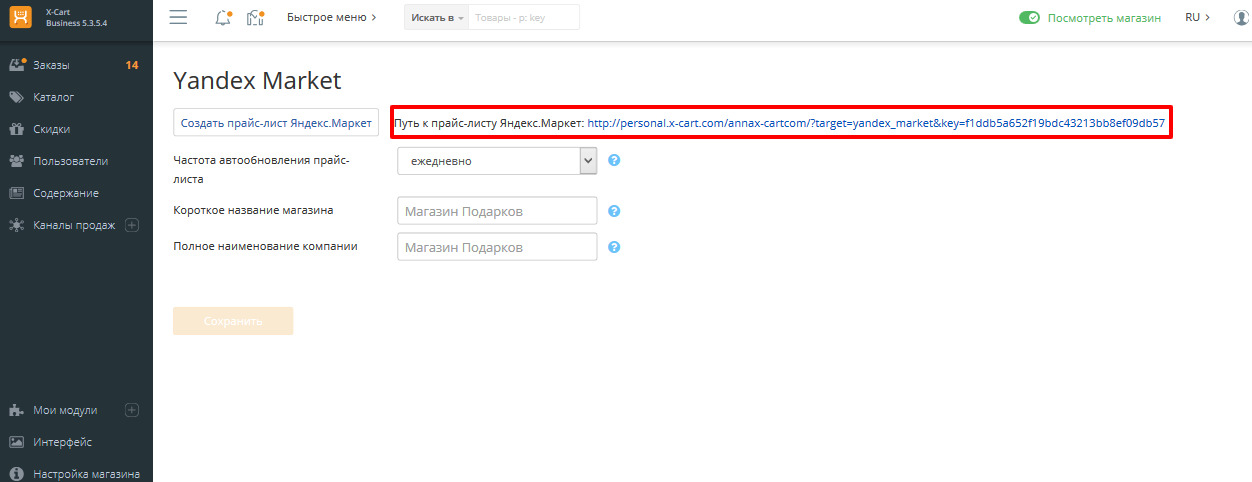 X-Cart
Business 5.3.5.4
Быстрое меню
Искать в
Товары - p: key
Посмотреть магазин
RU
Заказы
14
Каталог
Скидки
Пользователи
Содержание
Каналы продаж
Мои модули
Интерфейс
Настройка магазина
Yandex Market
Создать прайс-лист Яндекс.Маркет
Путь к прайс-листу Яндекс.Маркет: http://personal.x-cart.com/annax-cartcom/?target=yandex_market&key=f1ddb5a652f19bdc43213bb8ef09db57
Частота автообновления прайс-
листа
ежедневно
?
Короткое название магазина
Магазин Подарков
?
Полное наименование компании
Магазин Подарков
?
Сохранить